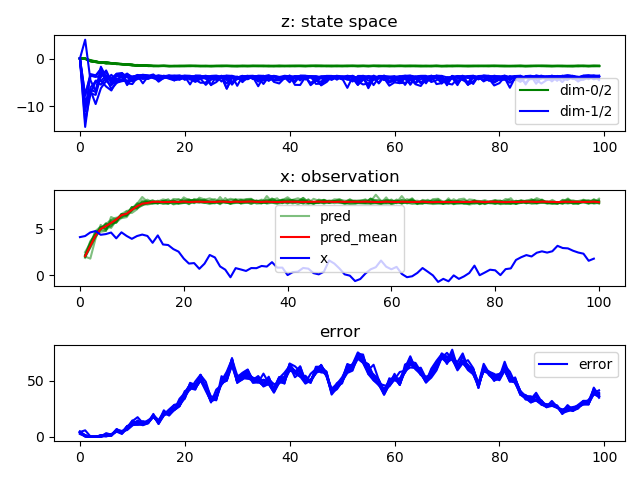 z: state space
0
−10
dim-0/2
dim-1/2
0 20 40 60 80 100
x: observation
5
0
pred
pred_mean
x
0 20 40 60 80 100
error
50
0
error
0 20 40 60 80 100